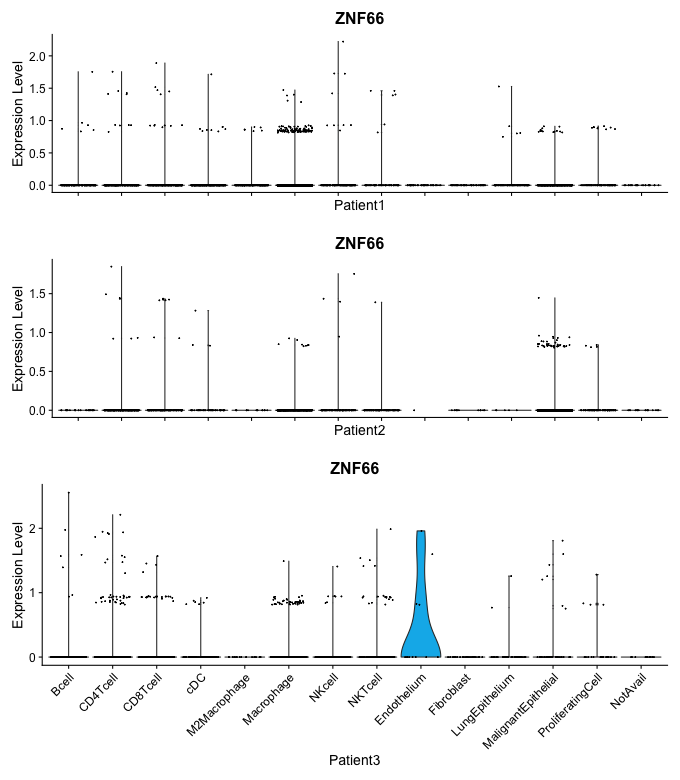 ZNF66
Expression Level
2.0
1.5
1.0
0.5
0.0
Patient1
ZNF66
Expression Level
1.5
1.0
0.5
0.0
Patient2
ZNF66
Expression Level
2
1
0
Bcell
CD4Tcell
CD8Tcell
cDC
M2Macrophage
Macrophage
NKcell
NKTcell
Endothelium
Fibroblast
LungEpithelium
MalignantEpithelial
ProliferatingCell
NotAvail
Patient3